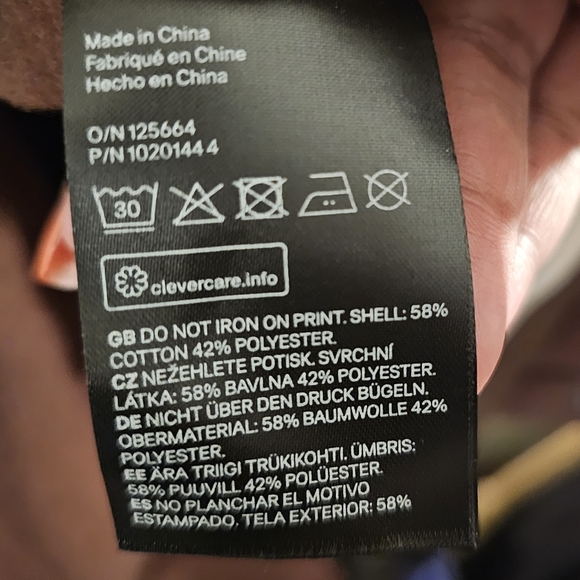 Made in China
Fabriqué en Chine
Hecho en China
O/N 125664
P/N 1020144 4
30
clevercare.info
GB DO NOT IRON ON PRINT. SHELL: 58%
COTTON 42% POLYESTER.
CZ NEŽEHLETE POTISK. SVRCHNÍ
LÁTKA: 58% BAVLNA 42% POLYESTER.
DE NICHT ÜBER DEN DRUCK BÜGELN.
OBERMATERIAL: 58% BAUMWOLLE 42%
POLYESTER.
EE ÄRA TRIIGI TRÜKIKOHTI. ÜMBRIS:
58% PUUVILL 42% POLÜESTER.
ES NO PLANCHAR EL MOTIVO
ESTAMPADO. TELA EXTERIOR: 58%